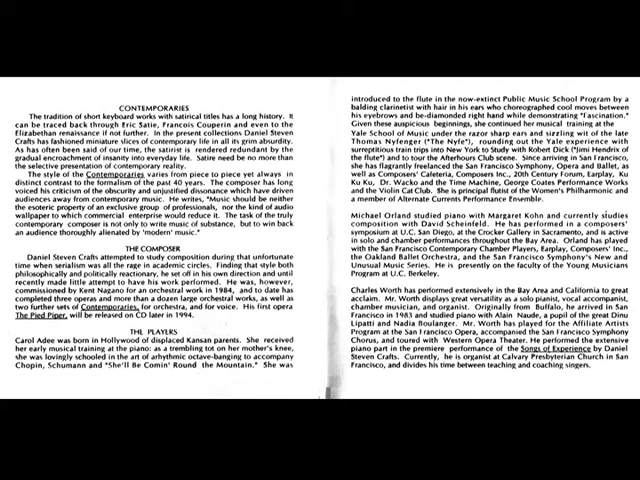 CONTEMPORARIES
The tradition of short keyboard works with satirical titles has a long history. It
can be traced back through Eric Satie, Francois Couperin and even to the
Elizabethan renaissance if not further. In the present collections Daniel Steven
Crafts has fashioned miniature slices of contemporary life in all its grim absurdity.
As has often been said of our time, the satirist is rendered redundant by the
gradual encroachment of insanity into everyday life. Satire need be no more than
the selective presentation of contemporary reality.
The style of the Contemporaries varies from piece to piece yet always in
distinct contrast to the formalism of the past 40 years. The composer has long
voiced his criticism of the obscurity and unjustified dissonance which have driven
audiences away from contemporary music. He writes, "Music should be neither
the esoteric property of an exclusive group of professionals, nor the kind of audio
wallpaper to which commercial enterprise would reduce it. The task of the truly
contemporary composer is not only to write music of substance, but to win back
an audience thoroughly alienated by 'modern' music."
THE COMPOSER
Daniel Steven Crafts attempted to study composition during that unfortunate
time when serialism was all the rage in academic circles. Finding that style both
philosophically and politically reactionary, he set off in his own direction and until
recently made little attempt to have his work performed. He was, however,
commissioned by Kent Nagano for an orchestral work in 1984, and to date has
completed three operas and more than a dozen large orchestral works, as well as
two further sets of Contemporaries, for orchestra, and for voice. His first opera
The Pied Piper, will be released on CD later in 1994.
THE PLAYERS
Carol Adee was born in Hollywood of displaced Kansan parents. She received
her early musical training at the piano: as a trembling tot on her mother's knee,
she was lovingly schooled in the art of arhythmic octave-banging to accompany
Chopin, Schumann and "She'll Be Comin' Round the Mountain." She was
introduced to the flute in the now-extinct Public Music School Program by a
balding clarinetist with hair in his ears who choreographed cool moves between
his eyebrows and be-diamonded right hand while demonstrating "Fascination."
Given these auspicious beginnings, she continued her musical training at the
Yale School of Music under the razor sharp ears and sizzling wit of the late
Thomas Nyfenger ("The Nyfe"), rounding out the Yale experience with
surreptitious train trips into New York to Study with Robert Dick ("Jimi Hendrix of
the flute") and to tour the Afterhours Club scene. Since arriving in San Francisco,
she has flagrantly freelanced the San Francisco Symphony, Opera and Ballet, as
well as Composers' Cafeteria, Composers Inc., 20th Century Forum, Earplay, Ku
Ku Ku, Dr. Wacko and the Time Machine, George Coates Performance Works
and the Violin Cat Club. She is principal flutist of the Women's Philharmonic and
a member of Alternate Currents Performance Ensemble.
Michael Orland studied piano with Margaret Kohn and currently studies
composition with David Scheinfeld. He has performed in a composers'
symposium at U.C. San Diego, at the Crocker Gallery in Sacramento, and is active
in solo and chamber performances throughout the Bay Area. Orland has played
with the San Francisco Contemporary Chamber Players, Earplay, Composers' Inc.,
the Oakland Ballet Orchestra, and the San Francisco Symphony's New and
Unusual Music Series. He is presently on the faculty of the Young Musicians
Program at U.C. Berkeley.
Charles Worth has performed extensively in the Bay Area and California to great
acclaim. Mr. Worth displays great versatility as a solo pianist, vocal accompanist,
chamber musician, and organist. Originally from Buffalo, he arrived in San
Francisco in 1983 and studied piano with Alain Naude, a pupil of the great Dinu
Lipatti and Nadia Boulanger. Mr. Worth has performed for the Affiliate Artists
Program at the San Francisco Opera, accompanied the San Francisco Symphony
Chorus, and toured with Western Opera Theater. He performed the extensive
piano part in the premiere performance of the Songs of Experience by Daniel
Steven Crafts. Currently, he is organist at Calvary Presbyterian Church in San
Francisco, and divides his time between teaching and coaching singers.